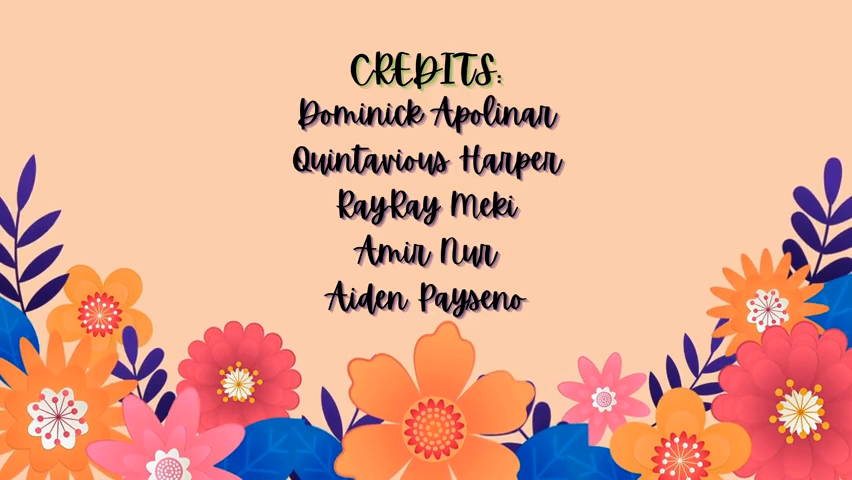 CREDITS:
Dominick Apolinar
Quintavious Harper
RayRay Meki
Amir Nur
Aiden Payseno